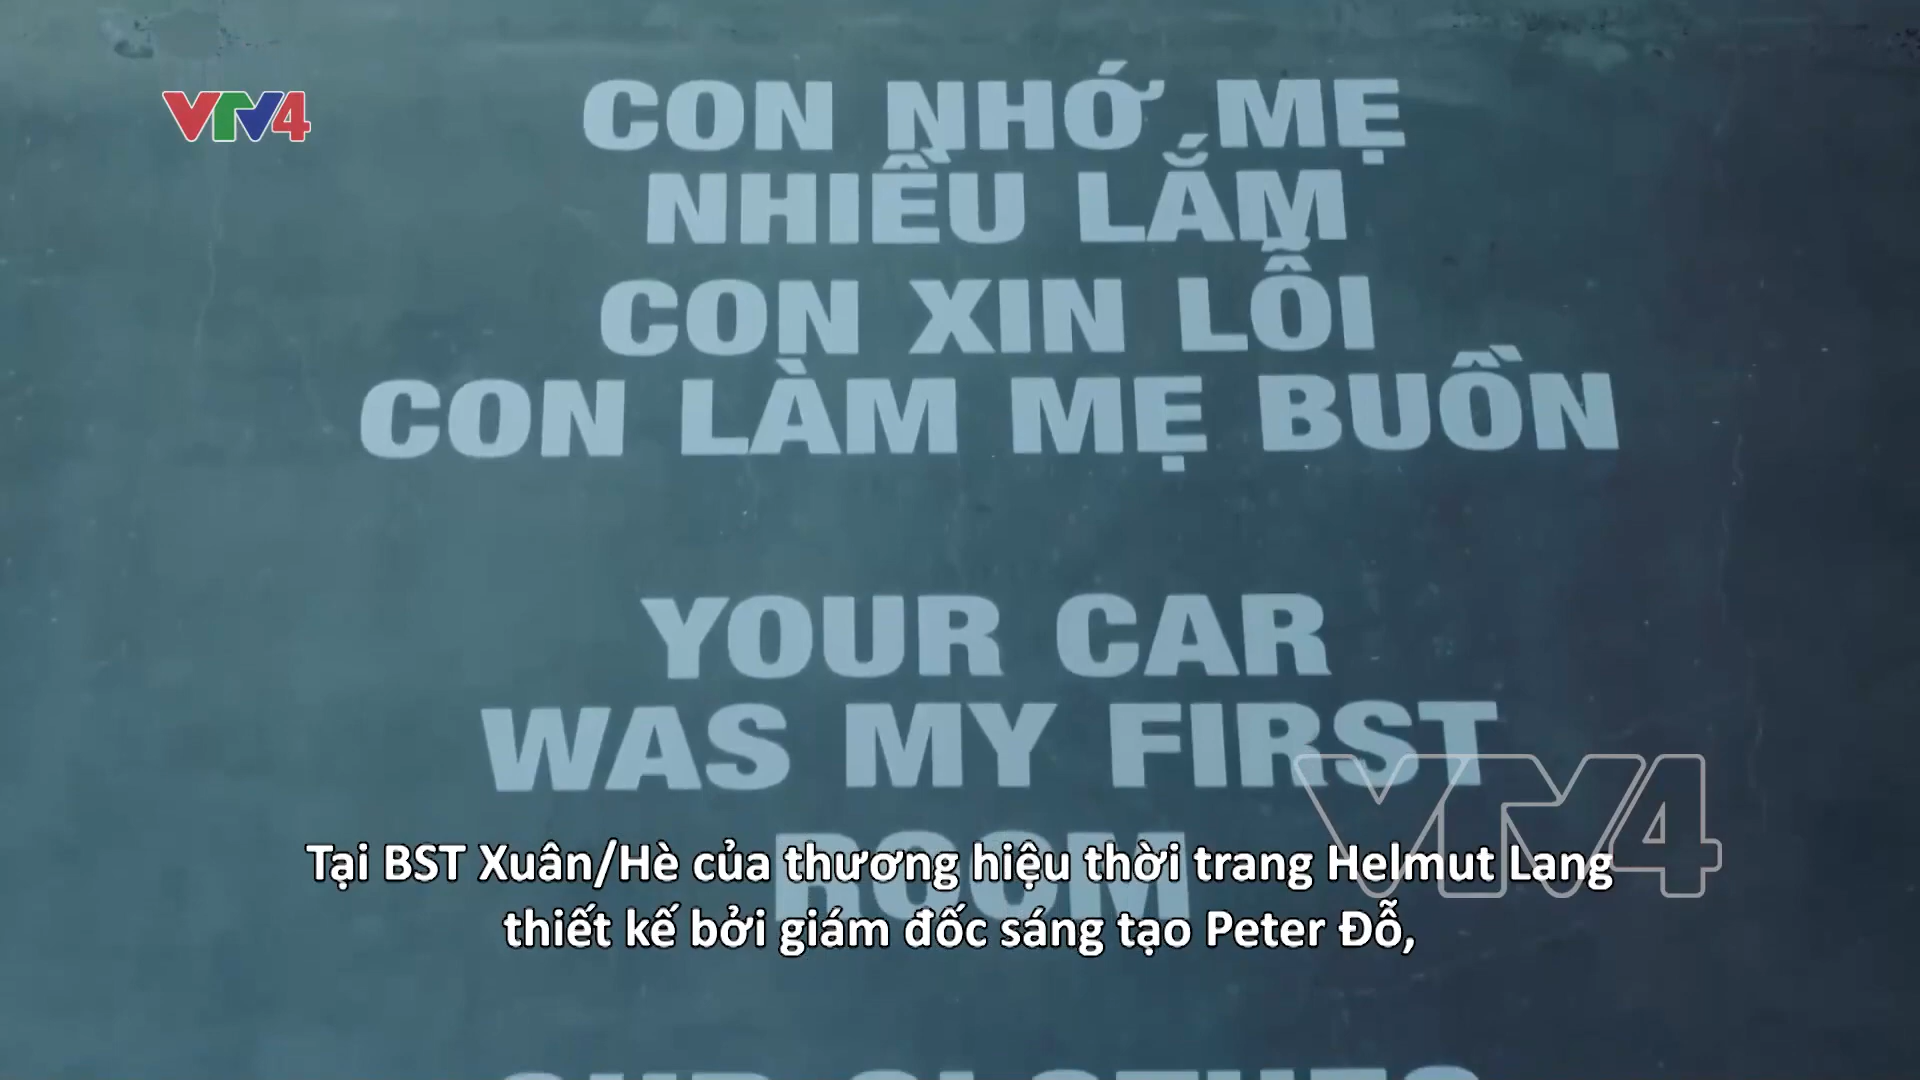 VTV4
CON NHỚ MẸ
NHIỀU LẮM
CON XIN LỖI
CON LÀM MẸ BUỒN
YOUR CAR
WAS MY FIRST
ROOM
VTV4
Tại BST Xuân/Hè của thương hiệu thời trang Helmut Lang
thiết kế bởi giám đốc sáng tạo Peter Đỗ,
OUR CLOTHES